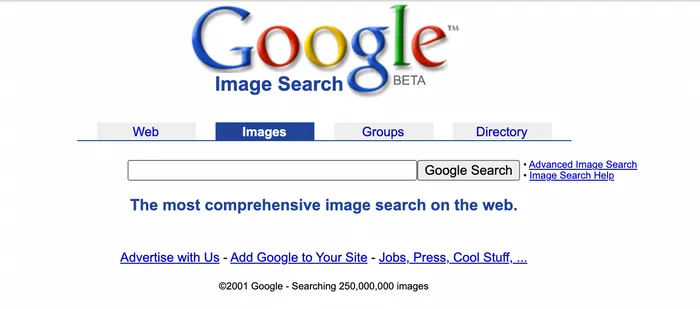 Google™
Image Search BETA
Web Images Groups Directory
Google Search
• Advanced Image Search
• Image Search Help
The most comprehensive image search on the web.
Advertise with Us - Add Google to Your Site - Jobs, Press, Cool Stuff, ...
©2001 Google - Searching 250,000,000 images